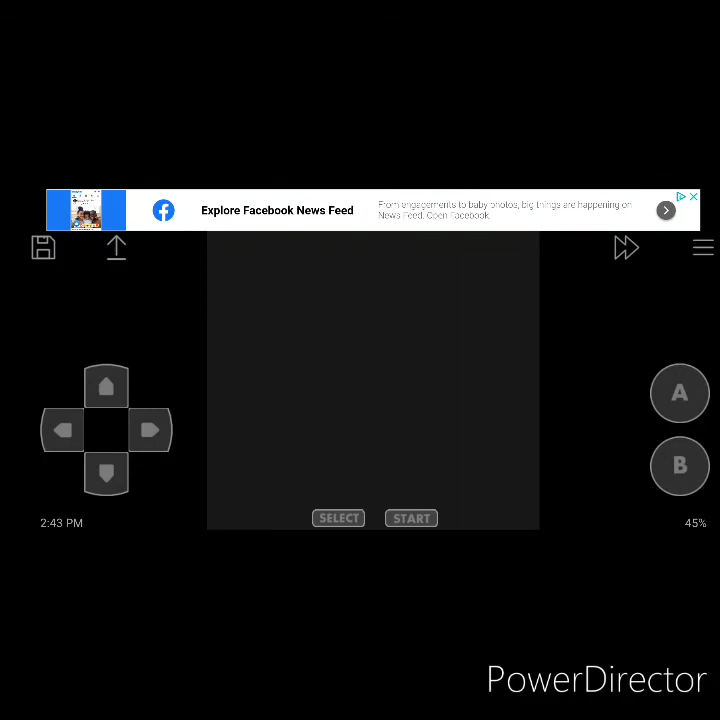 Explore Facebook News Feed
From engagements to baby photos, big things are happening on
News Feed. Open Facebook.
A
B
SELECT
START
2:43 PM
45%
PowerDirector